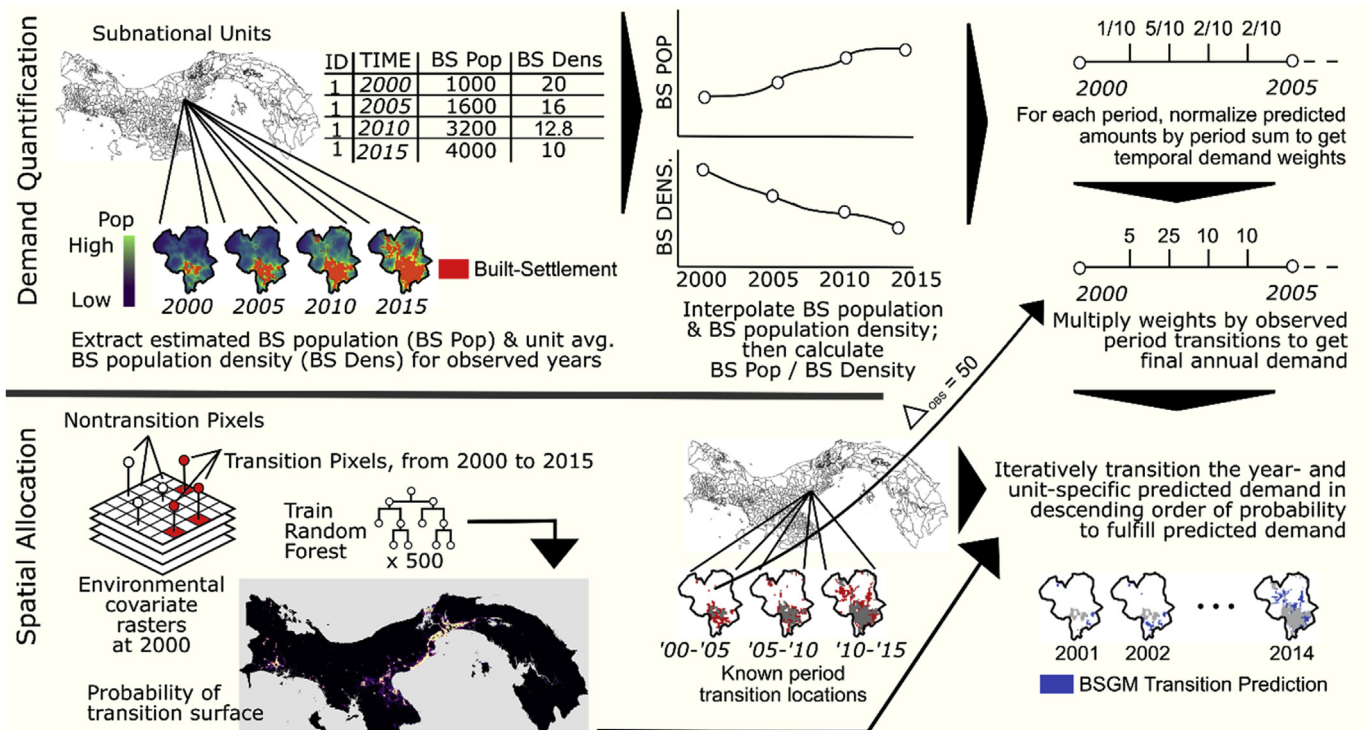 Demand Quantification
Subnational Units
ID TIME BS Pop BS Dens
1 2000 1000 20
1 2005 1600 16
1 2010 3200 12.8
1 2015 4000 10
Pop
High
Low
2000 2005 2010 2015
Built-Settlement
Extract estimated BS population (BS Pop) & unit avg.
BS population density (BS Dens) for observed years
BS POP
BS DENS.
2000 2005 2010 2015
Interpolate BS population
& BS population density;
then calculate
BS Pop / BS Density
1/10 5/10 2/10 2/10
2000 2005
For each period, normalize predicted
amounts by period sum to get
temporal demand weights
5 25 10 10
2000 2005
Multiply weights by observed
period transitions to get
final annual demand
Spatial Allocation
Nontransition Pixels
Transition Pixels, from 2000 to 2015
Train
Random
Forest
x 500
Environmental
covariate
rasters
at 2000
Probability of
transition surface
△OBS = 50
'00-'05 '05-'10 '10-'15
Known period
transition locations
Iteratively transition the year- and
unit-specific predicted demand in
descending order of probability
to fulfill predicted demand
2001 2002 ••• 2014
BSGM Transition Prediction